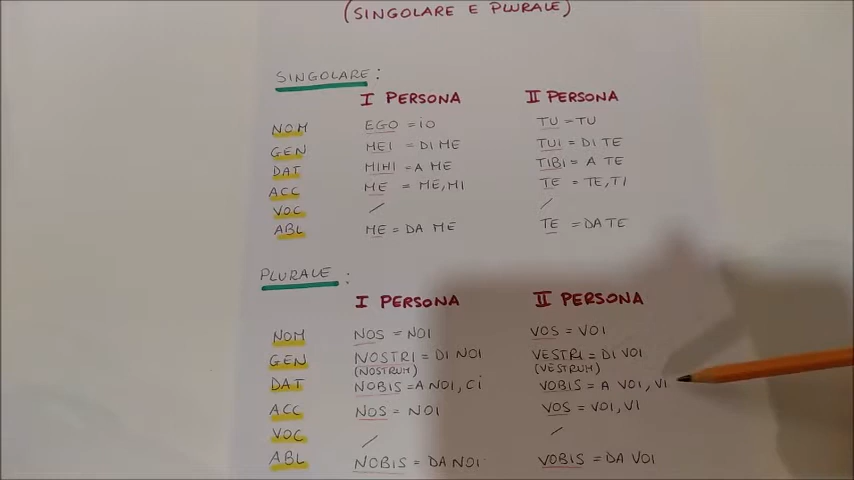 (SINGOLARE E PLURALE)
SINGOLARE:
I PERSONA II PERSONA
NOM EGO = IO TU = TU
GEN MEI = DI ME TUI = DI TE
DAT MIHI = A ME TIBI = A TE
ACC ME = ME, MI TE = TE, TI
VOC / /
ABL ME = DA ME TE = DA TE
PLURALE:
I PERSONA II PERSONA
NOM NOS = NOI VOS = VOI
GEN NOSTRI = DI NOI VESTRI = DI VOI
(NOSTRUM) (VESTRUM)
DAT NOBIS = A NOI, CI VOBIS = A VOI, VI
ACC NOS = NOI VOS = VOI, VI
VOC / /
ABL NOBIS = DA NOI VOBIS = DA VOI